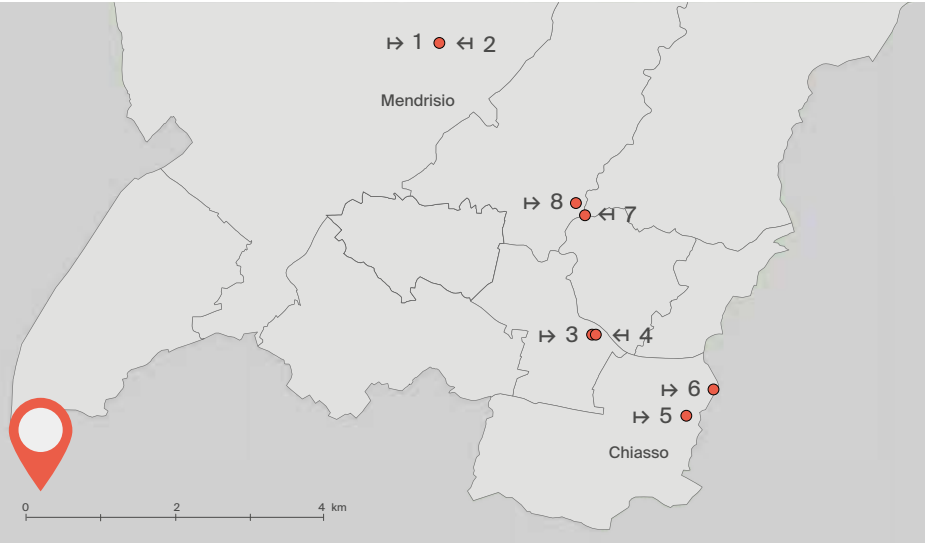 ↦ 1 ↤ 2
Mendrisio
↦ 8
↤ 7
↦ 3 ↤ 4
↦ 6
↦ 5
Chiasso
0 2 4 km